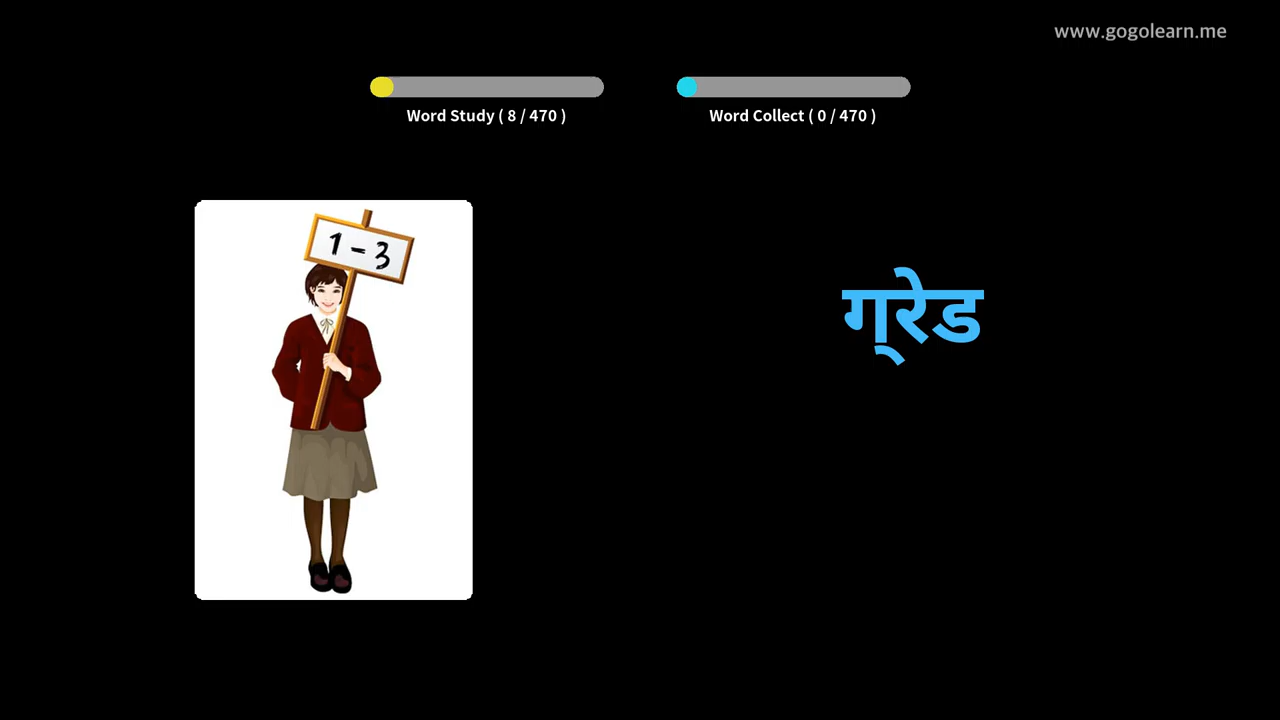 www.gogolearn.me
Word Study ( 8 / 470 )
Word Collect ( 0 / 470 )
1 - 3
ग्रेड